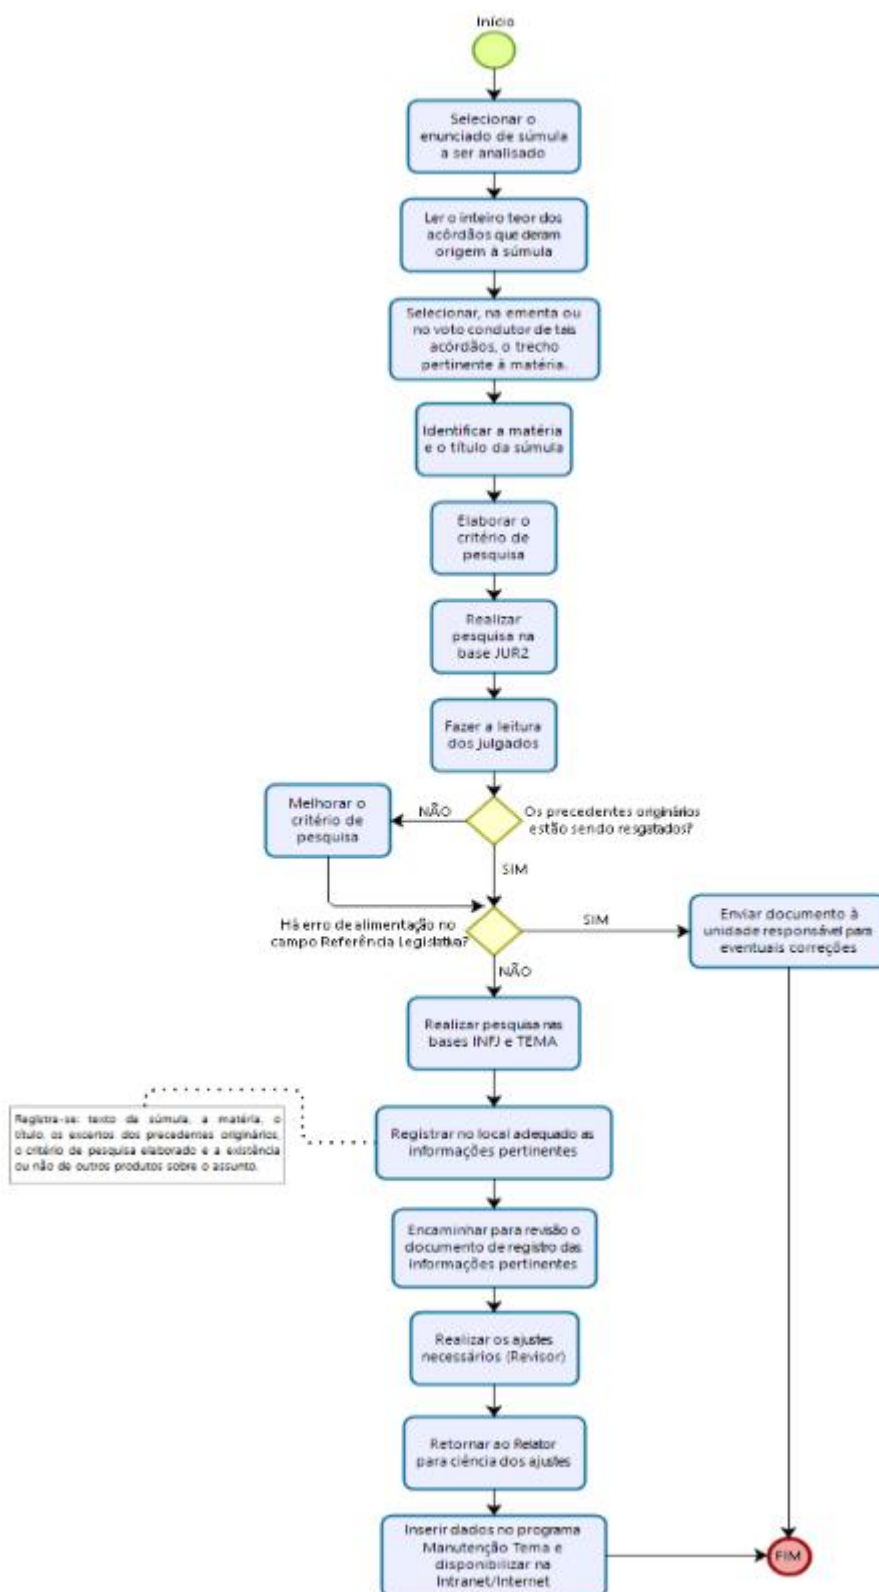 Início
Selecionar o
enunciado de súmula
a ser analisado
Ler o inteiro teor dos
acórdãos que deram
origem à súmula
Selecionar, na ementa ou
no voto condutor de tais
acórdãos, o trecho
pertinente à matéria.
Identificar a matéria
e o título da súmula
Elaborar o
critério de
pesquisa
Realizar
pesquisa na
base JUR2
Fazer a leitura
dos julgados
Os precedentes originários
estão sendo resgatados?
NÃO
Melhorar o
critério de
pesquisa
SIM
Há erro de alimentação no
campo Referência Legislativa?
SIM
Enviar documento à
unidade responsável para
eventuais correções
NÃO
Realizar pesquisa nas
bases INFJ e TEMA
Registrar no local adequado as
informações pertinentes
Registra-se: texto da súmula, a matéria, o
título, os excertos dos precedentes originários,
o critério de pesquisa elaborado e a existência
ou não de outros produtos sobre o assunto.
Encaminhar para revisão o
documento de registro das
informações pertinentes
Realizar os ajustes
necessários (Revisor)
Retornar ao Relator
para ciência dos ajustes
Inserir dados no programa
Manutenção Tema e
disponibilizar na
Intranet/Internet
FIM